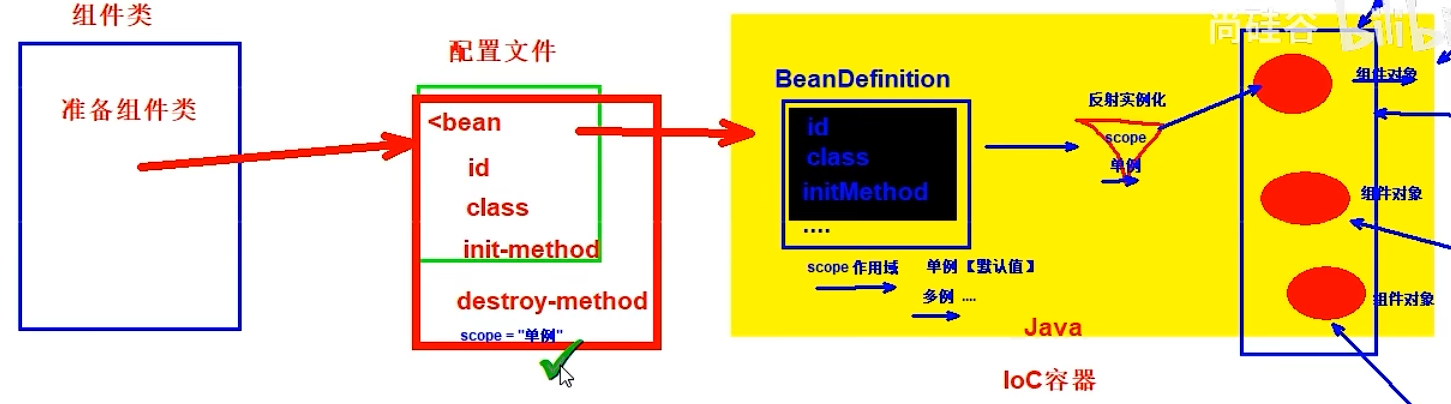 组件类
准备组件类
配置文件
<bean
id
class
init-method
destroy-method
scope = "单例"
尚硅谷
bilibili
BeanDefinition
id
class
initMethod
....
scope 作用域
单例【默认值】
多例 ....
反射实例化
scope
单例
组件对象
组件对象
组件对象
Java
IoC容器